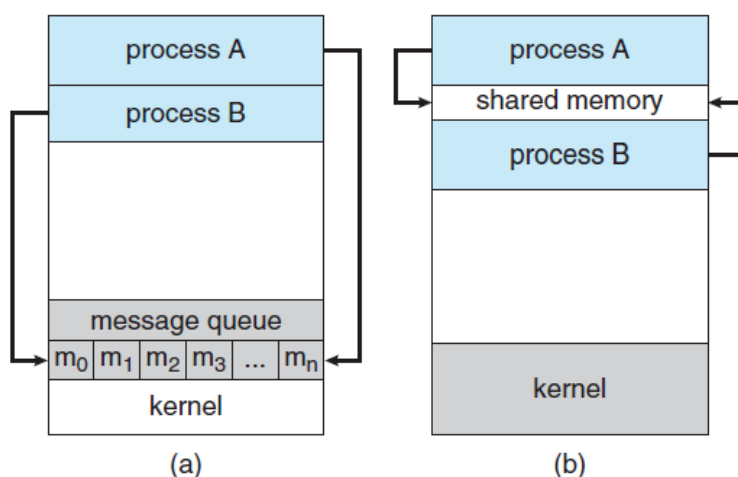 process A
process B
message queue
m0 m1 m2 m3 ... mn
kernel
(a)
process A
shared memory
process B
kernel
(b)